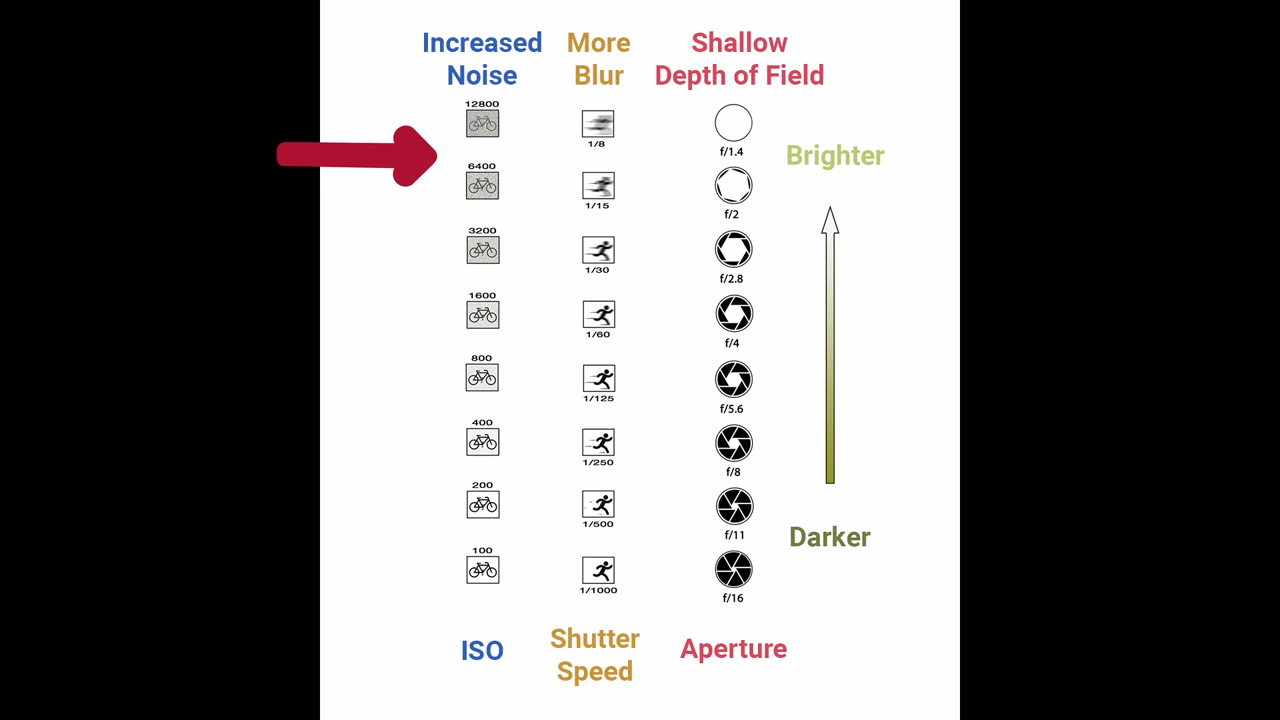 Increased
Noise
More
Blur
Shallow
Depth of Field
12800
1/8
f/1.4
Brighter
6400
1/15
f/2
3200
1/30
f/2.8
1600
1/60
f/4
800
1/125
f/5.6
400
1/250
f/8
200
1/500
f/11
Darker
100
1/1000
f/16
ISO
Shutter
Speed
Aperture